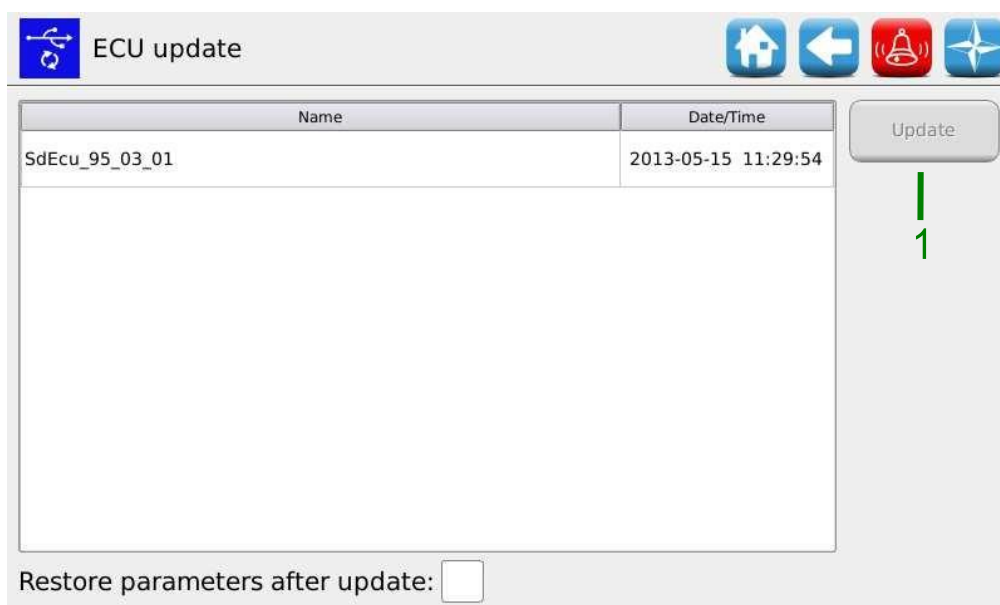 ECU update
Name Date/Time
Update
SdEcu_95_03_01 2013-05-15 11:29:54
1
Restore parameters after update: